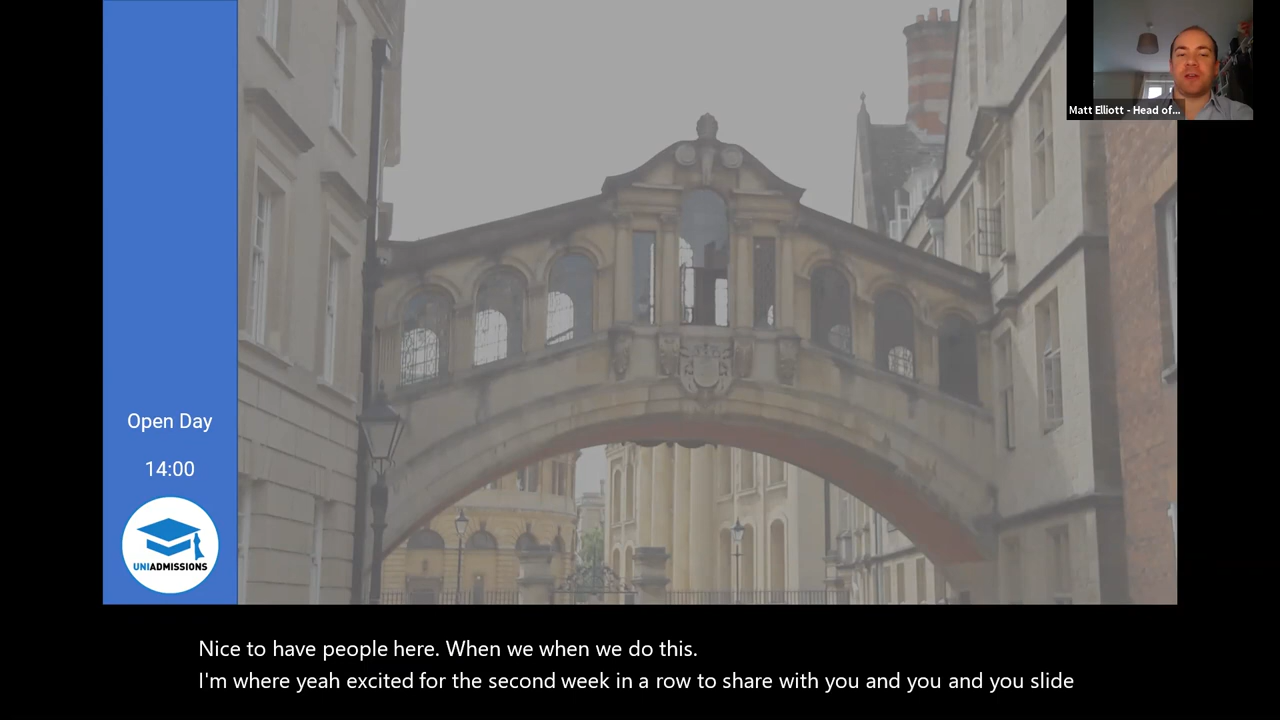 Matt Elliott - Head of...
Open Day
14:00
UNIADMISSIONS
Nice to have people here. When we when we do this.
I'm where yeah excited for the second week in a row to share with you and you and you slide